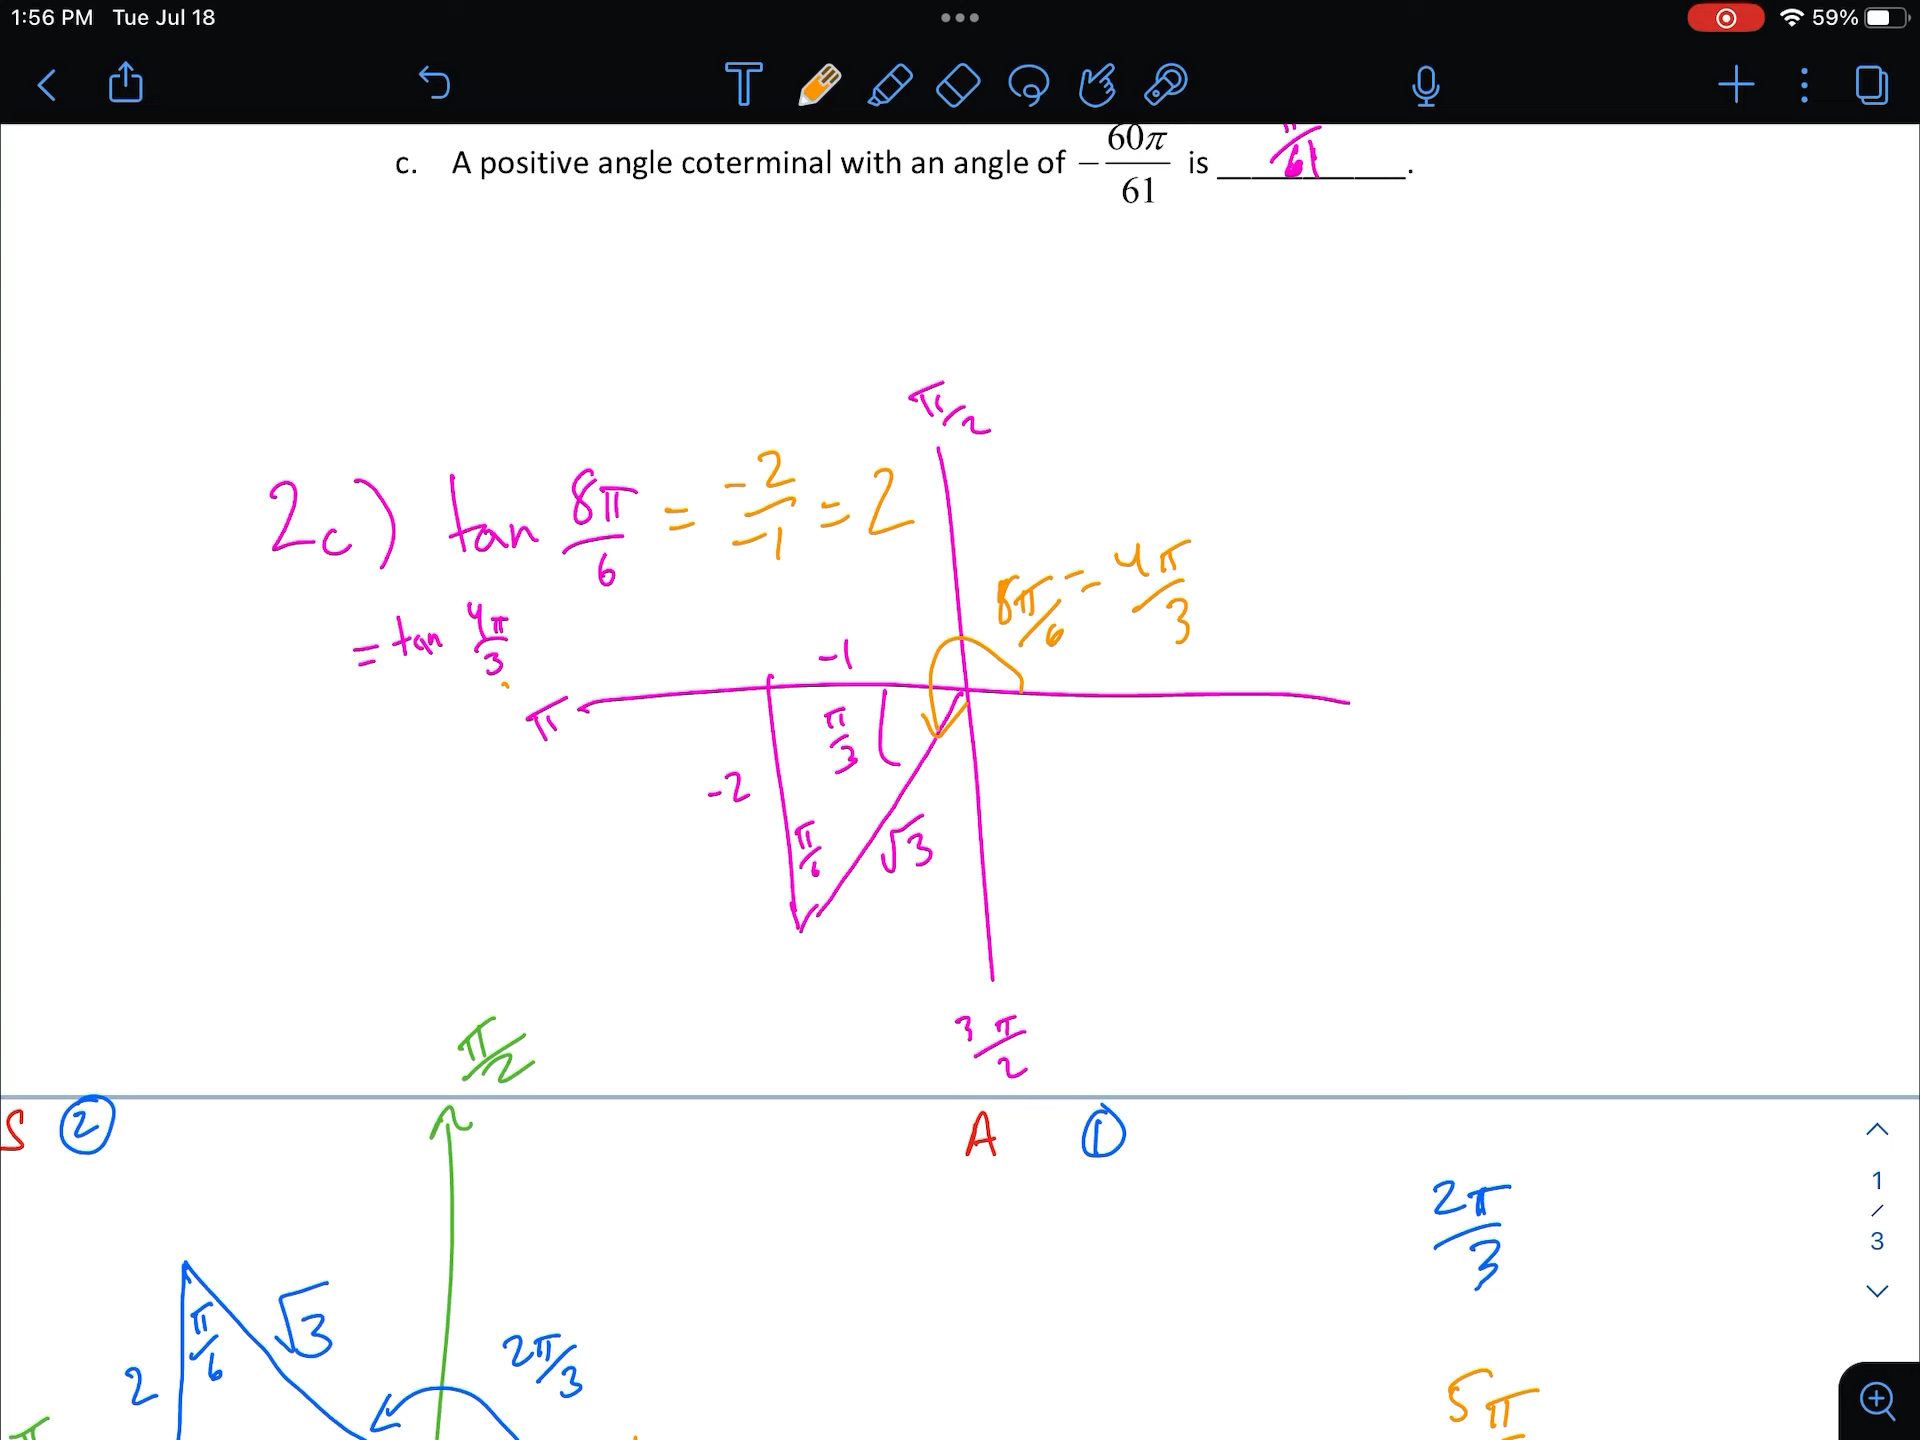 1:56 PM Tue Jul 18
59%
c. A positive angle coterminal with an angle of −60π/61 is π/61.
π/2
2c) tan 8π/6 = -2/-1 = 2
8π/6 = 4π/3
= tan 4π/3
-1
π
π/3
-2
π/6
√3
3π/2
π/2
S ② A ①
1
/
3
2π/3
π/6
√3
2
2π/3
5π
π